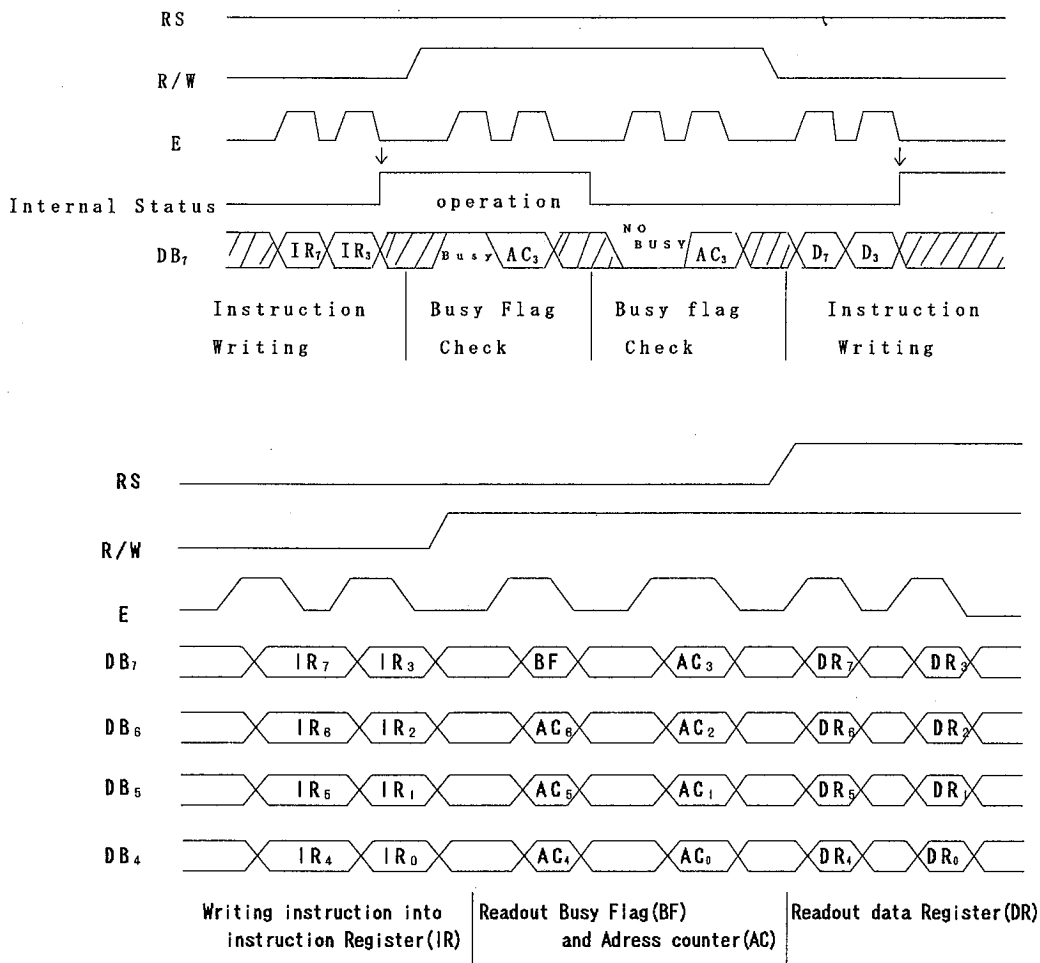 RS
R/W
E
Internal Status operation
DB₇ IR₇ IR₃ Busy AC₃ NO BUSY AC₃ D₇ D₃
Instruction Busy Flag Busy flag Instruction
Writing Check Check Writing
RS
R/W
E
DB₇ IR₇ IR₃ BF AC₃ DR₇ DR₃
DB₆ IR₆ IR₂ AC₆ AC₂ DR₆ DR₂
DB₅ IR₅ IR₁ AC₅ AC₁ DR₅ DR₁
DB₄ IR₄ IR₀ AC₄ AC₀ DR₄ DR₀
Writing instruction into Readout Busy Flag(BF) Readout data Register(DR)
instruction Register(IR) and Adress counter(AC)